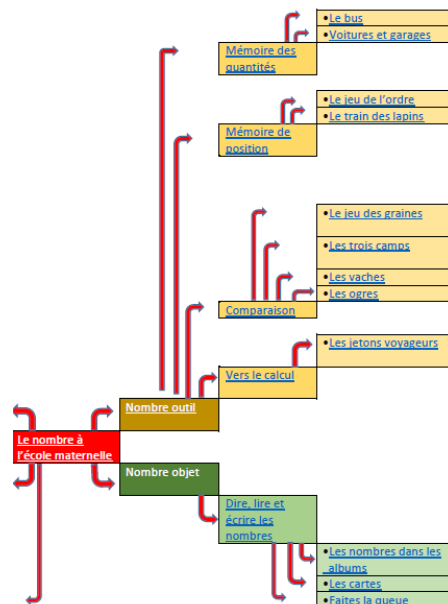 •Le bus
•Voitures et garages
Mémoire des
quantités
•Le jeu de l'ordre
•Le train des lapins
Mémoire de
position
•Le jeu des graines
•Les trois camps
•Les vaches
•Les ogres
Comparaison
•Les jetons voyageurs
Vers le calcul
Nombre outil
Le nombre à
l'école maternelle
Nombre objet
Dire, lire et
écrire les
nombres
•Les nombres dans les
albums
•Les cartes
•Faites la queue